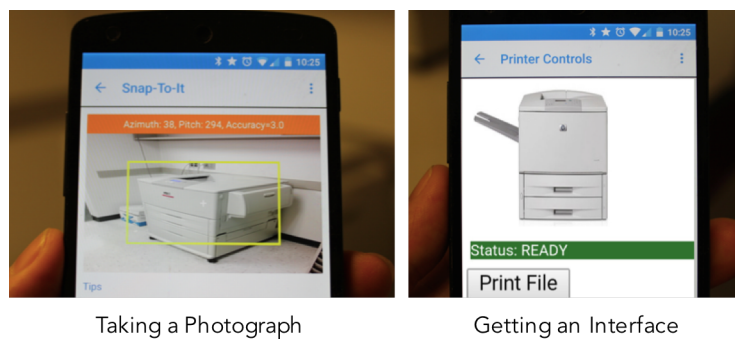 10:25
Snap-To-It
Azimuth: 38, Pitch: 294, Accuracy=3.0
Tips
Taking a Photograph
10:25
Printer Controls
Status: READY
Print File
Getting an Interface